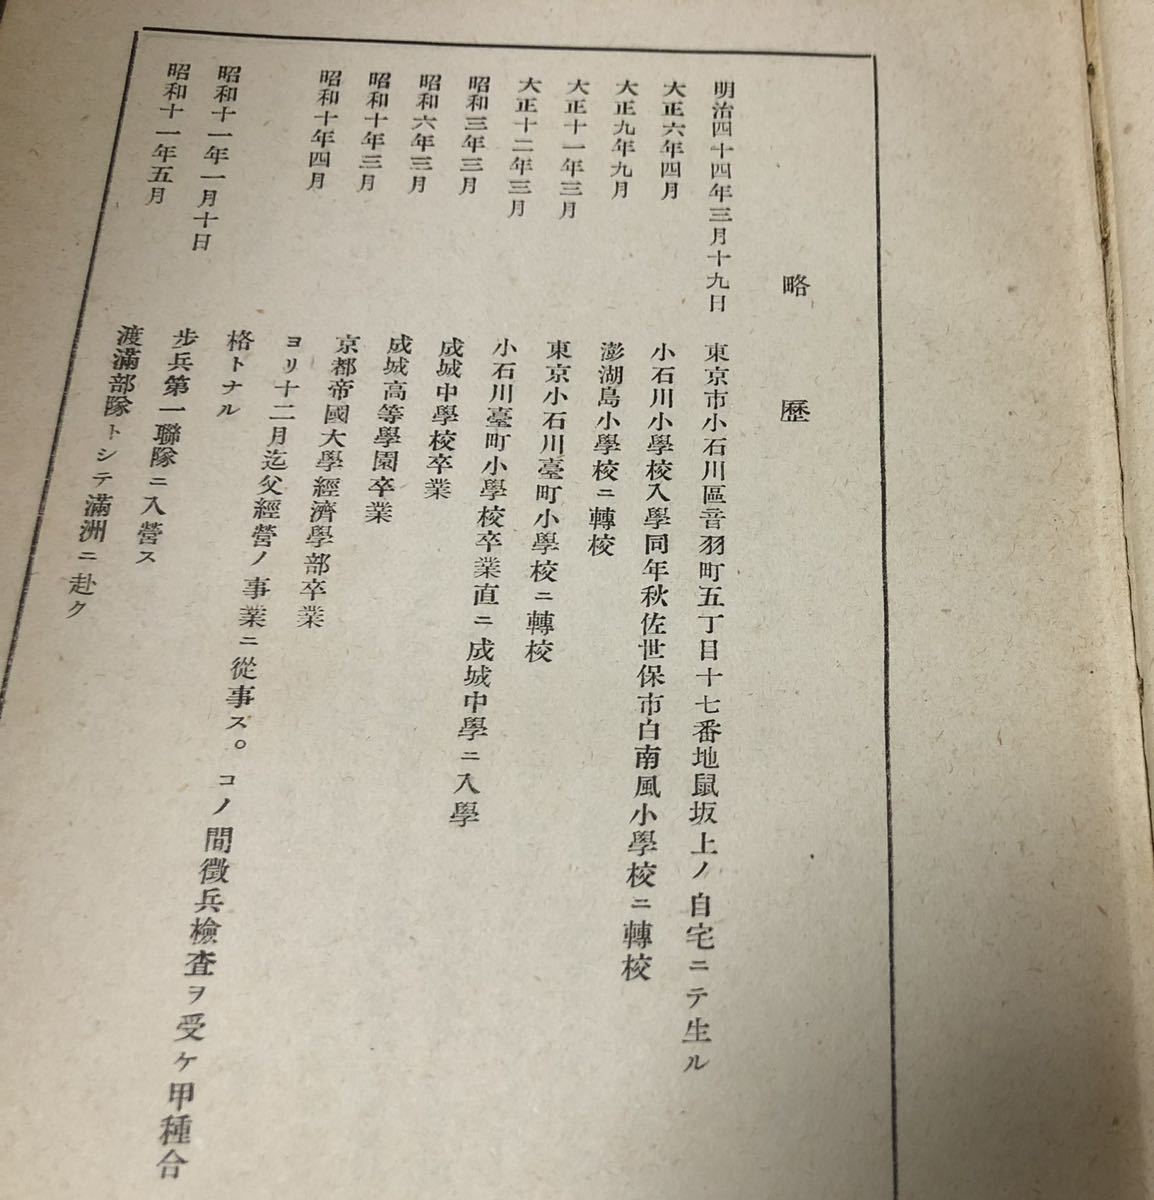 略歷
明治四十四年三月十九日 東京市小石川區音羽町五丁目十七番地鼠坂上ノ自宅ニテ生ル
大正六年四月 小石川小學校入學同年秋佐世保市白南風小學校ニ轉校
大正九年九月 澎湖島小學校ニ轉校
大正十一年三月 東京小石川臺町小學校ニ轉校
大正十二年三月 小石川臺町小學校卒業直ニ成城中學ニ入學
昭和三年三月 成城中學校卒業
昭和六年三月 成城高等學園卒業
昭和十年三月 京都帝國大學經濟學部卒業
昭和十年四月 ヨリ十二月迄父經營ノ事業ニ從事ス。コノ間徵兵檢査ヲ受ケ甲種合
格トナル
昭和十一年一月十日 步兵第一聯隊ニ入營ス
昭和十一年五月 渡滿部隊トシテ滿洲ニ赴ク